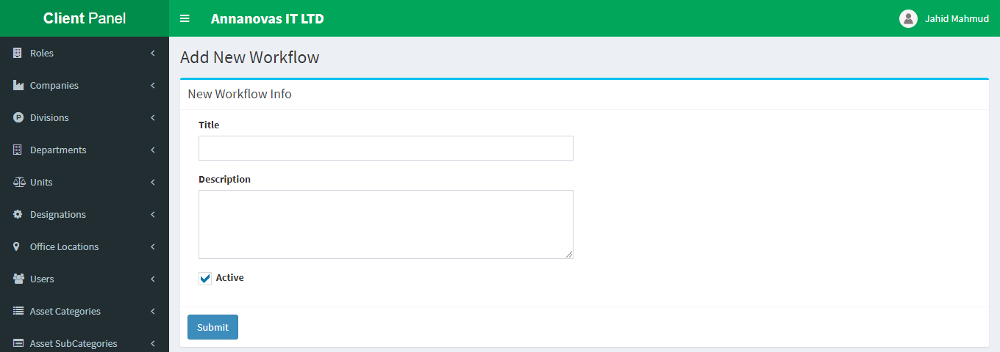 Client Panel
Annanovas IT LTD
Jahid Mahmud
Roles
Companies
Divisions
Departments
Units
Designations
Office Locations
Users
Asset Categories
Asset SubCategories
Add New Workflow
New Workflow Info
Title
Description
Active
Submit